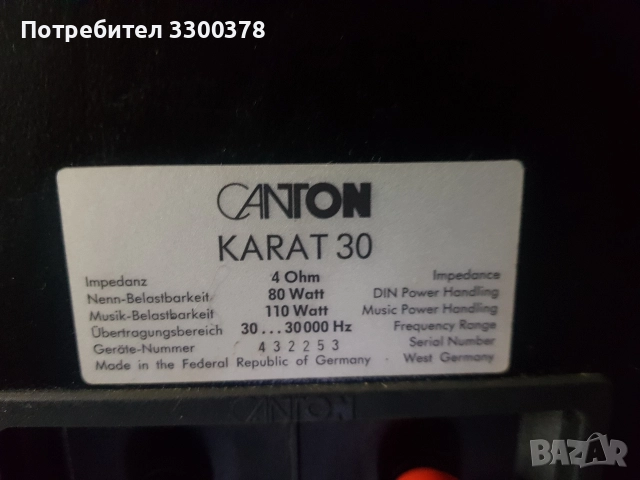 Потребител 3300378
CANTON
KARAT 30
Impedanz 4 Ohm Impedance
Nenn-Belastbarkeit 80 Watt DIN Power Handling
Musik-Belastbarkeit 110 Watt Music Power Handling
Übertragungsbereich 30...30000 Hz Frequency Range
Geräte-Nummer 432253 Serial Number
Made in the Federal Republic of Germany West Germany
CANTON
BAZAR